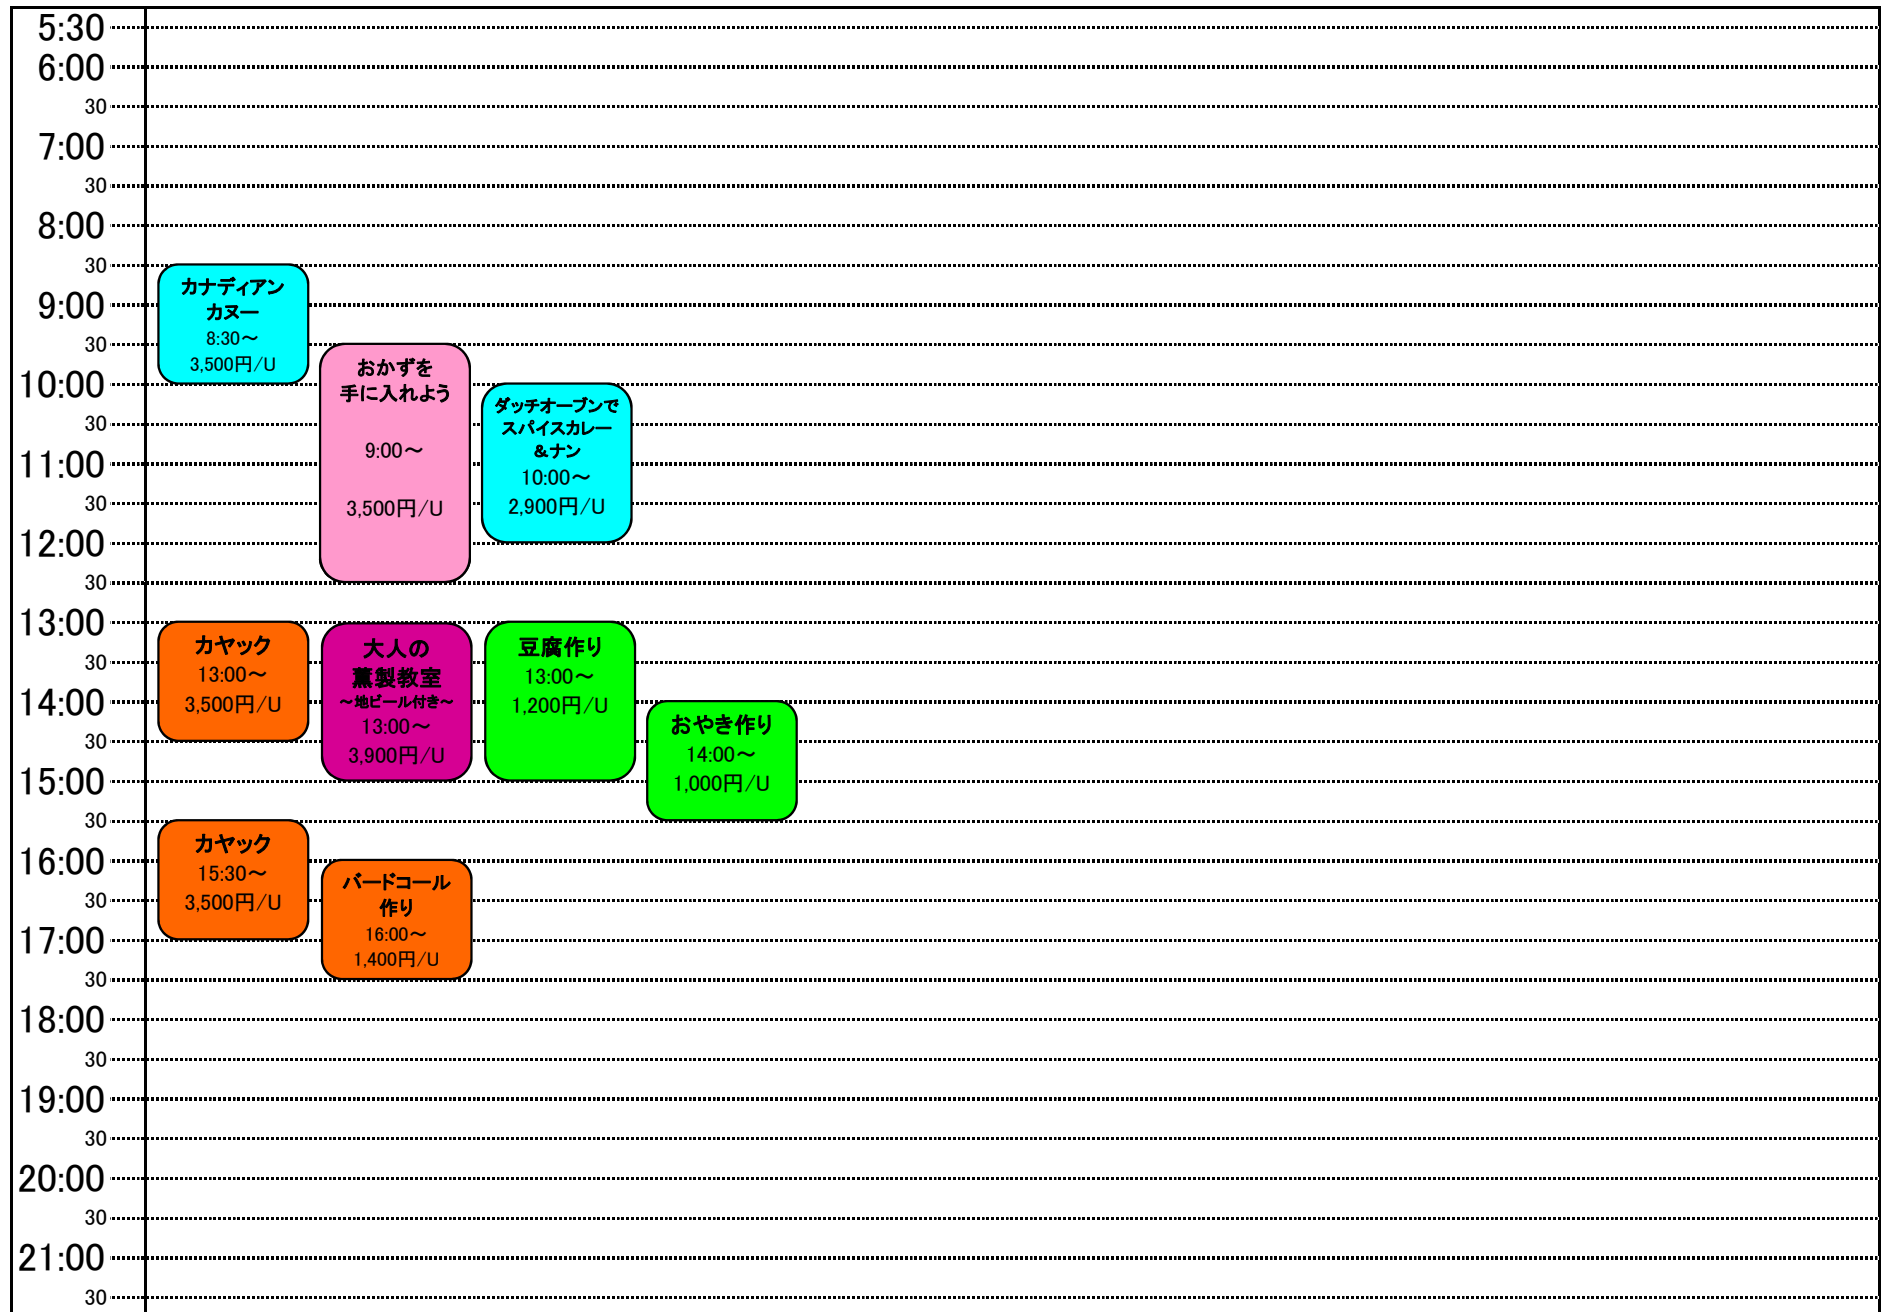 5:30
6:00
30
7:00
30
8:00
30
9:00
30
10:00
30
11:00
30
12:00
30
13:00
30
14:00
30
15:00
30
16:00
30
17:00
30
18:00
30
19:00
30
20:00
30
21:00
30
カナディアン
カヌー
8:30～
3,500円/U
おかずを
手に入れよう
9:00～
3,500円/U
ダッチオーブンで
スパイスカレー
&ナン
10:00～
2,900円/U
カヤック
13:00～
3,500円/U
大人の
薫製教室
～地ビール付き～
13:00～
3,900円/U
豆腐作り
13:00～
1,200円/U
おやき作り
14:00～
1,000円/U
カヤック
15:30～
3,500円/U
バードコール
作り
16:00～
1,400円/U